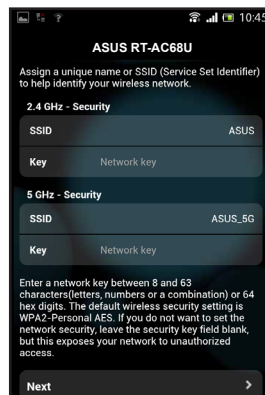 10:45
ASUS RT-AC68U
Assign a unique name or SSID (Service Set Identifier)
to help identify your wireless network.
2.4 GHz - Security
SSID ASUS
Key Network key
5 GHz - Security
SSID ASUS_5G
Key Network key
Enter a network key between 8 and 63
characters(letters, numbers or a combination) or 64
hex digits. The default wireless security setting is
WPA2-Personal AES. If you do not want to set the
network security, leave the security key field blank,
but this exposes your network to unauthorized
access.
Next